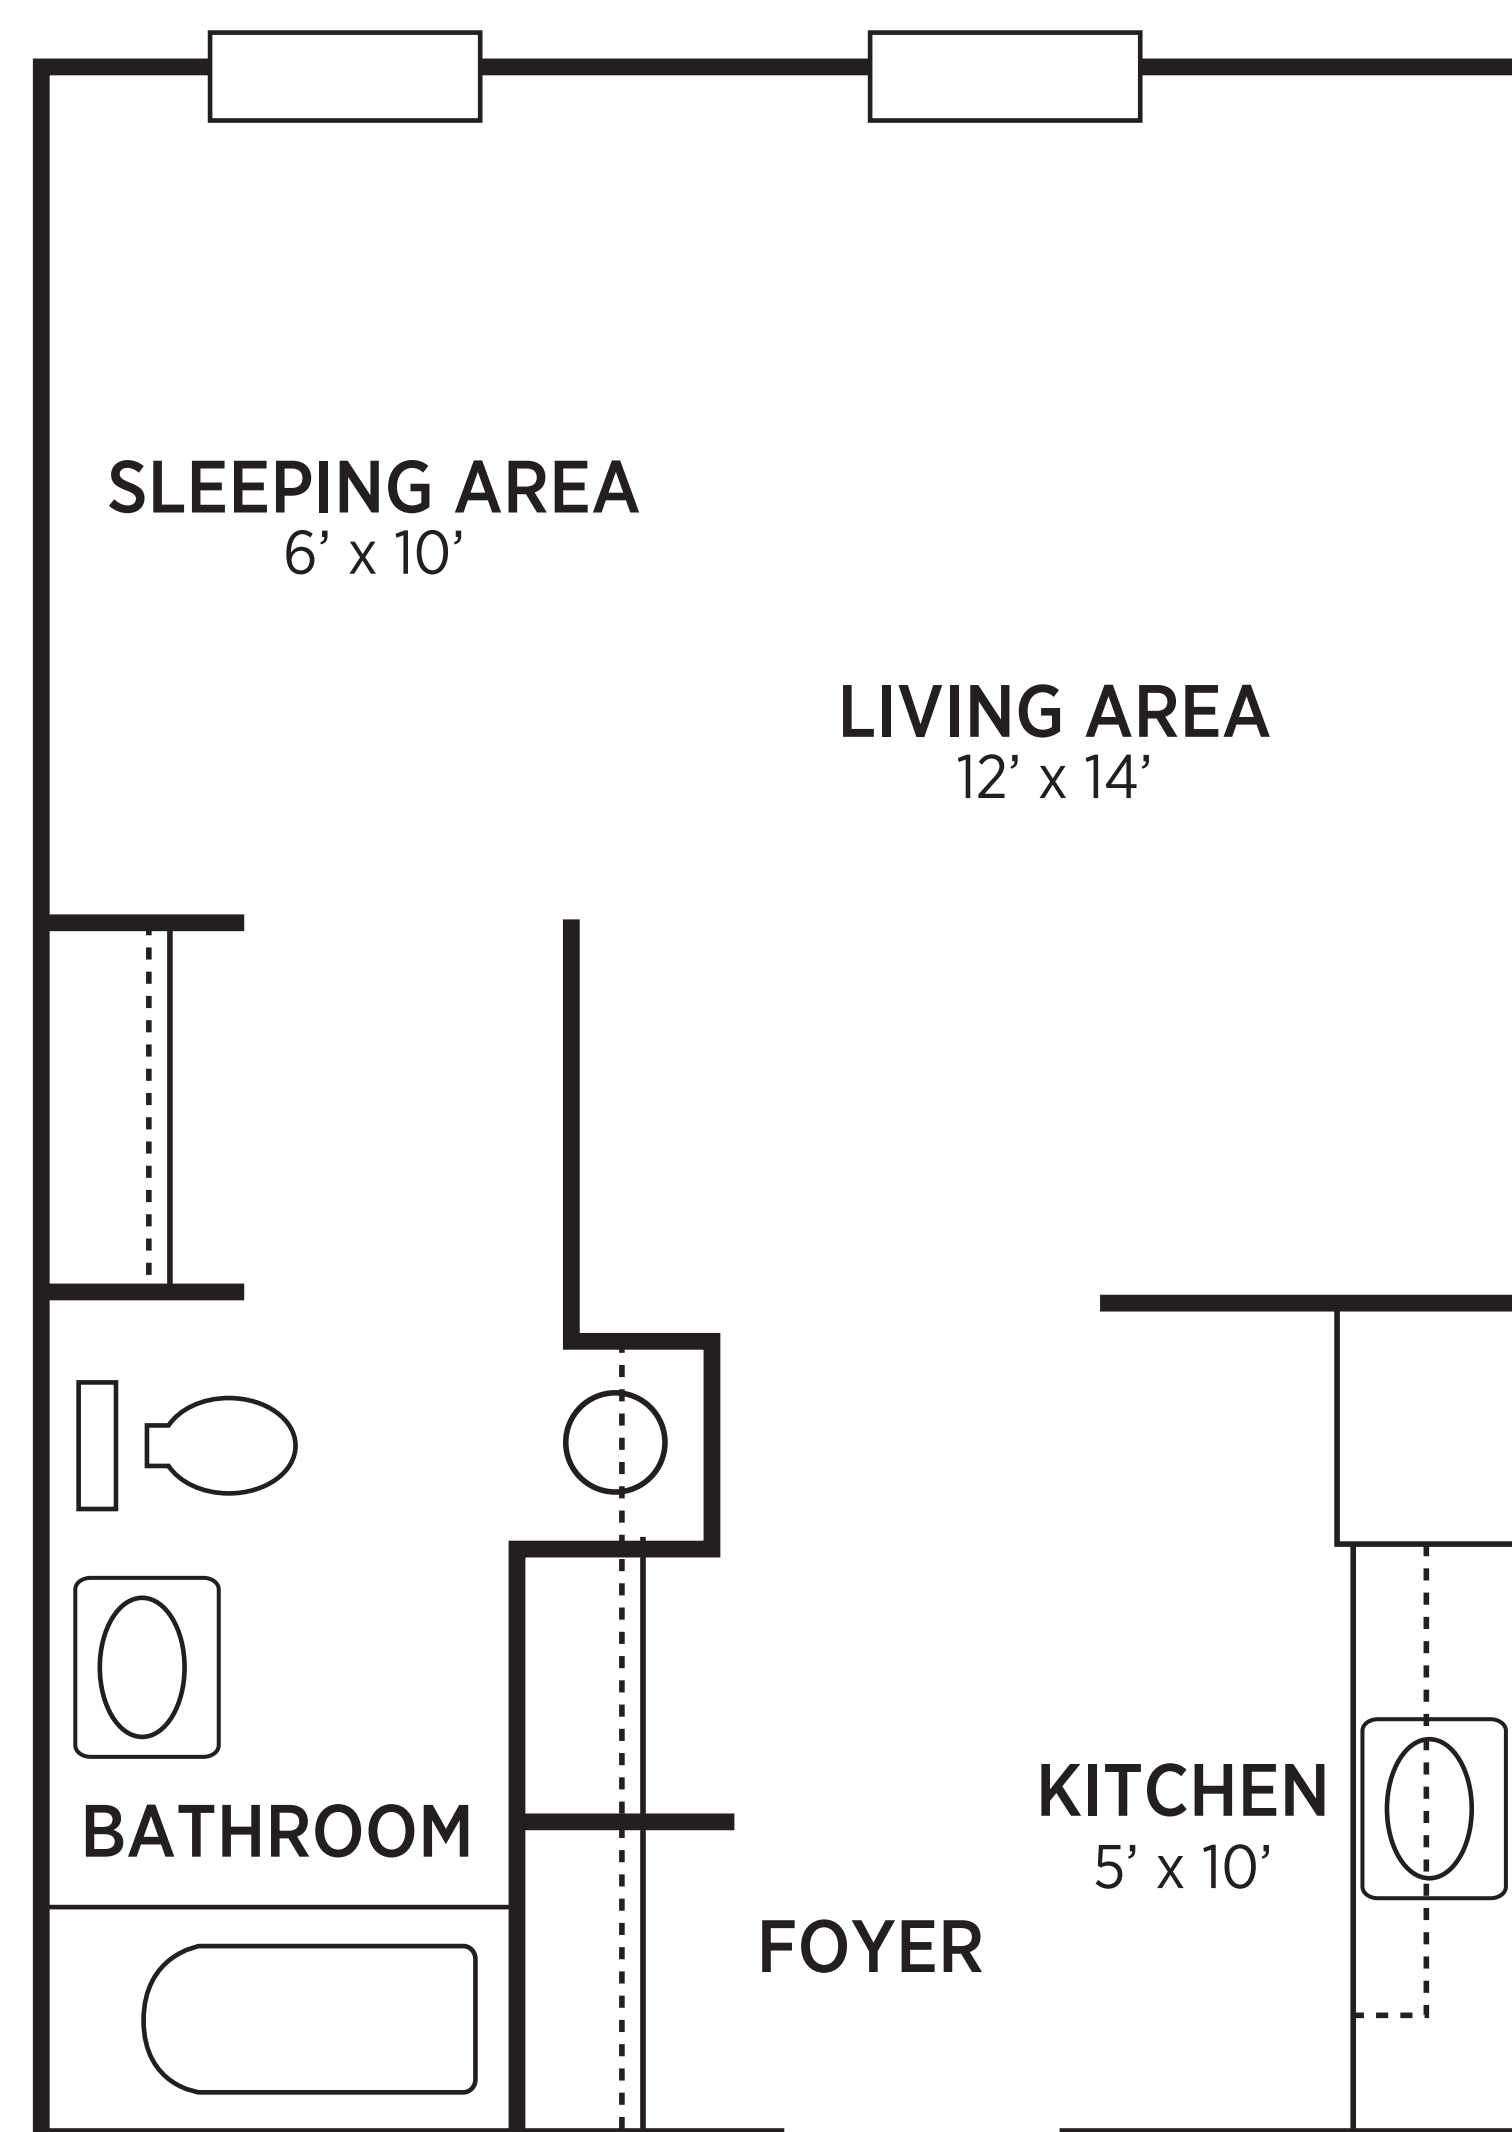 SLEEPING AREA
6’ x 10’
LIVING AREA
12’ x 14’
KITCHEN
5’ x 10’
BATHROOM
FOYER